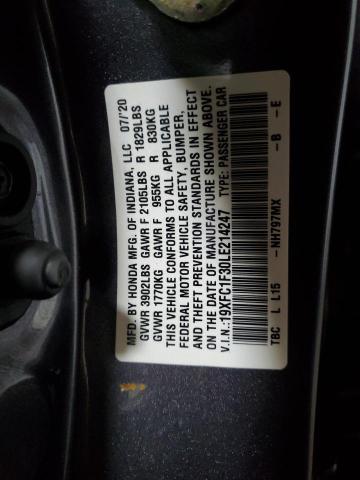 MFD. BY HONDA MFG. OF INDIANA, LLC 07/'20
GVWR 3902LBS GAWR F 2105LBS R 1829LBS
GVWR 1770KG GAWR F 955KG R 830KG
THIS VEHICLE CONFORMS TO ALL APPLICABLE
FEDERAL MOTOR VEHICLE SAFETY, BUMPER,
AND THEFT PREVENTION STANDARDS IN EFFECT
ON THE DATE OF MANUFACTURE SHOWN ABOVE.
V.I.N.:19XFC1F30LE214247 TYPE: PASSENGER CAR
TBC L L15 -NH797MX -B -E